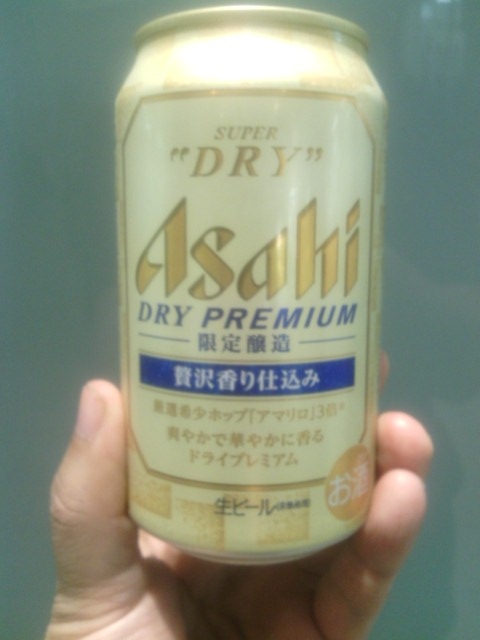 SUPER
“DRY”
Asahi
DRY PREMIUM
限定醸造
贅沢香り仕込み
厳選希少ホップ「アマリロ」3倍*
爽やかで華やかに香る
ドライプレミアム
お酒
生ビール